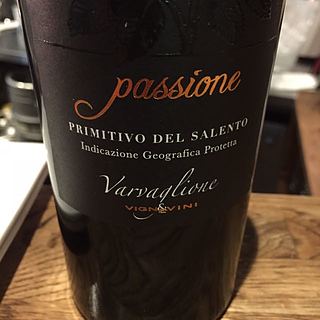 passione
PRIMITIVO DEL SALENTO
Indicazione Geografica Protetta
Varvaglione
VIGNE&VINI